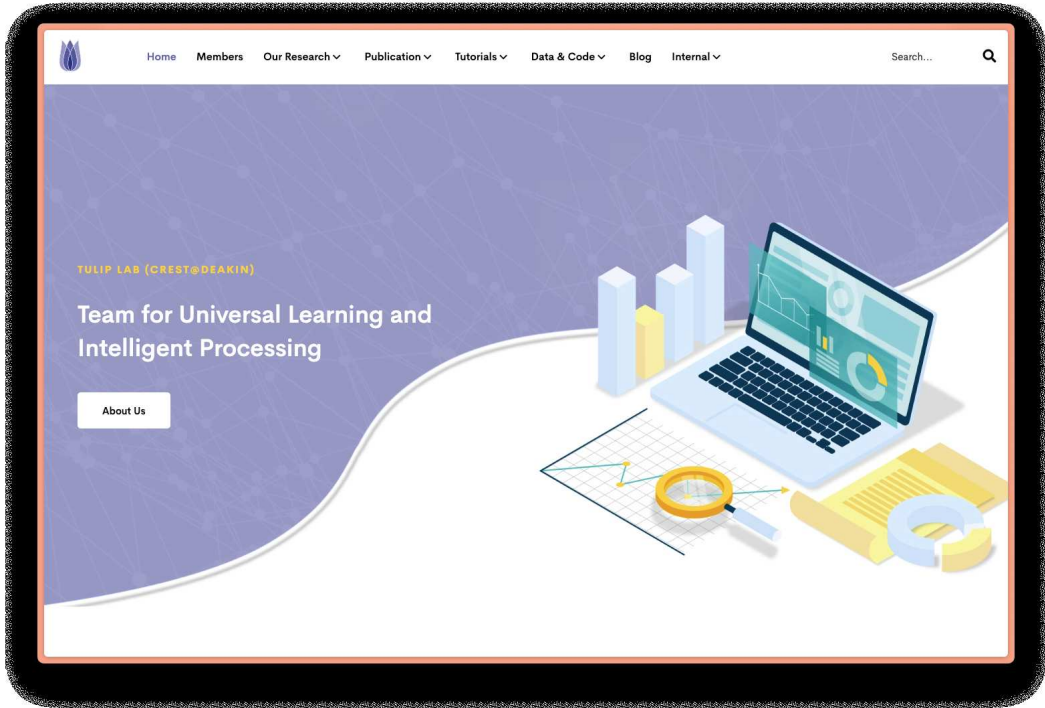 Home Members Our Research Publication Tutorials Data & Code Blog Internal Search...
TULIP LAB (CREST@DEAKIN)
Team for Universal Learning and
Intelligent Processing
About Us